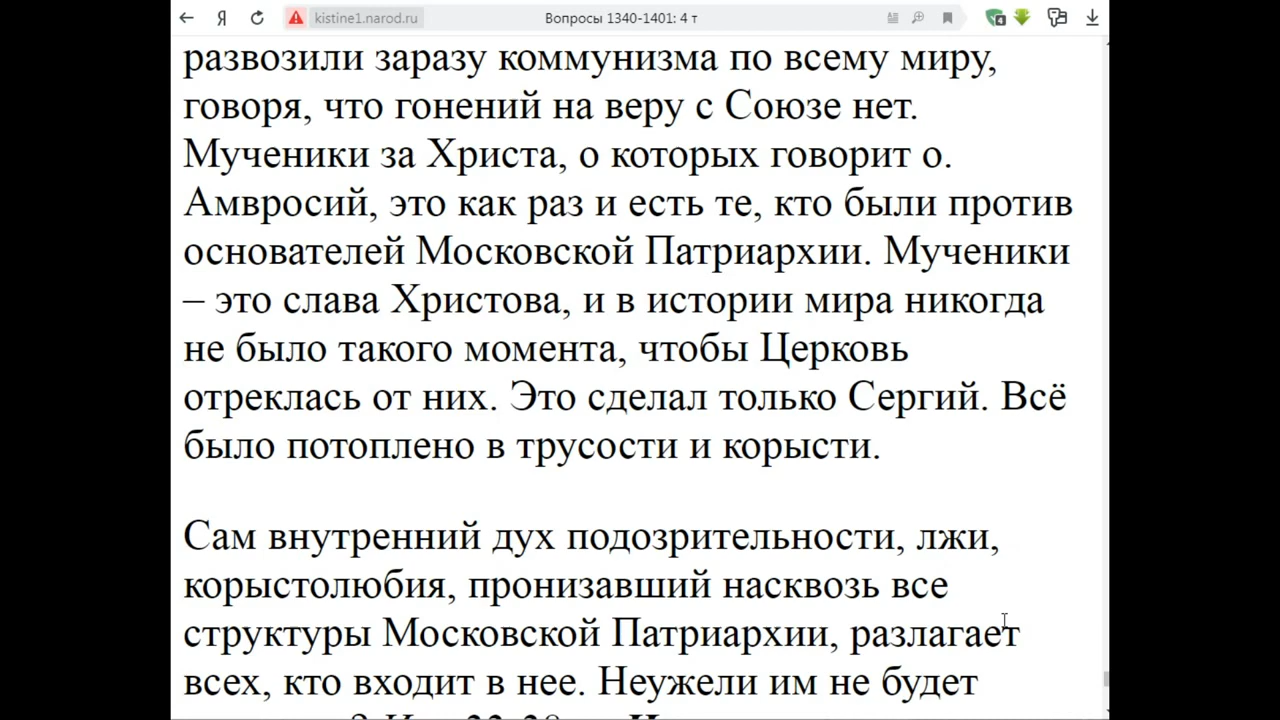 kistine1.narod.ru
Вопросы 1340-1401: 4 т
4
развозили заразу коммунизма по всему миру,
говоря, что гонений на веру с Союзе нет.
Мученики за Христа, о которых говорит о.
Амвросий, это как раз и есть те, кто были против
основателей Московской Патриархии. Мученики
– это слава Христова, и в истории мира никогда
не было такого момента, чтобы Церковь
отреклась от них. Это сделал только Сергий. Всё
было потоплено в трусости и корысти.
Сам внутренний дух подозрительности, лжи,
корыстолюбия, пронизавший насквозь все
структуры Московской Патриархии, разлагает
всех, кто входит в нее. Неужели им не будет